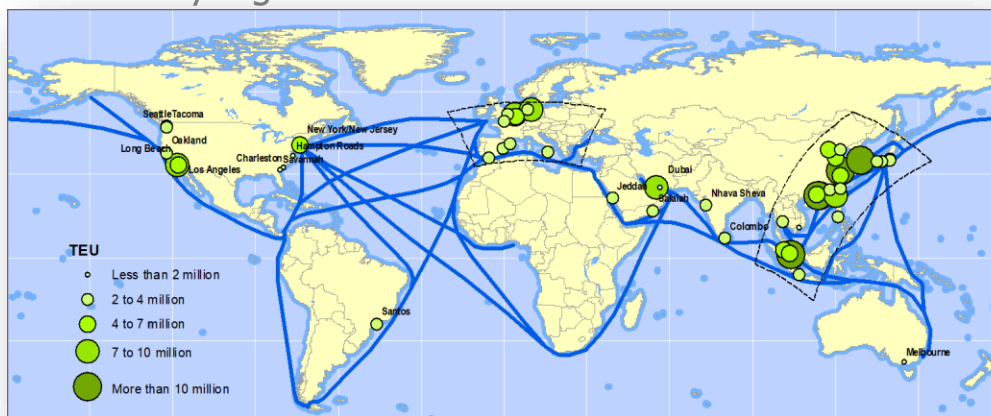 Seattle Tacoma
Oakland
Long Beach
Los Angeles
New York/New Jersey
Hampton Roads
Charleston
Savannah
Dubai
Jeddah
Salalah
Nhava Sheva
Colombo
Santos
Melbourne
TEU
Less than 2 million
2 to 4 million
4 to 7 million
7 to 10 million
More than 10 million